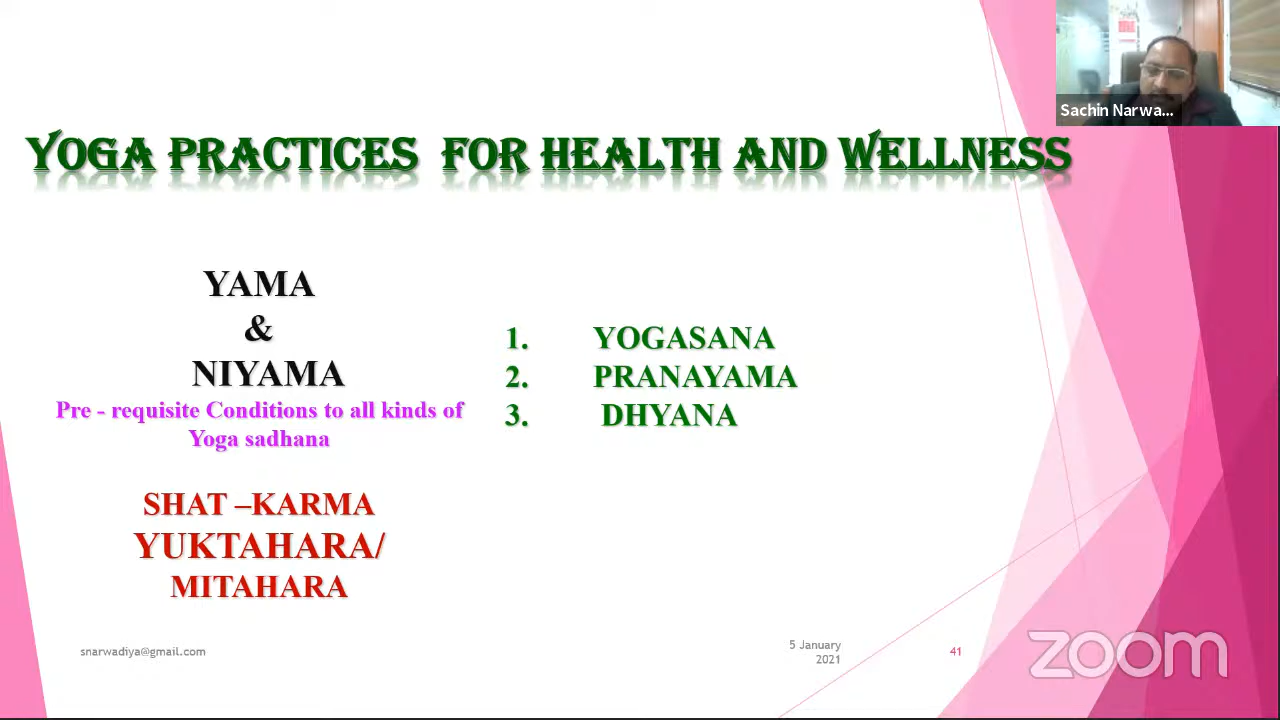 Sachin Narwa...
YOGA PRACTICES FOR HEALTH AND WELLNESS
YAMA
&
NIYAMA
Pre - requisite Conditions to all kinds of
Yoga sadhana
SHAT –KARMA
YUKTAHARA/
MITAHARA
1. YOGASANA
2. PRANAYAMA
3. DHYANA
snarwadiya@gmail.com
5 January
2021
41
zoom